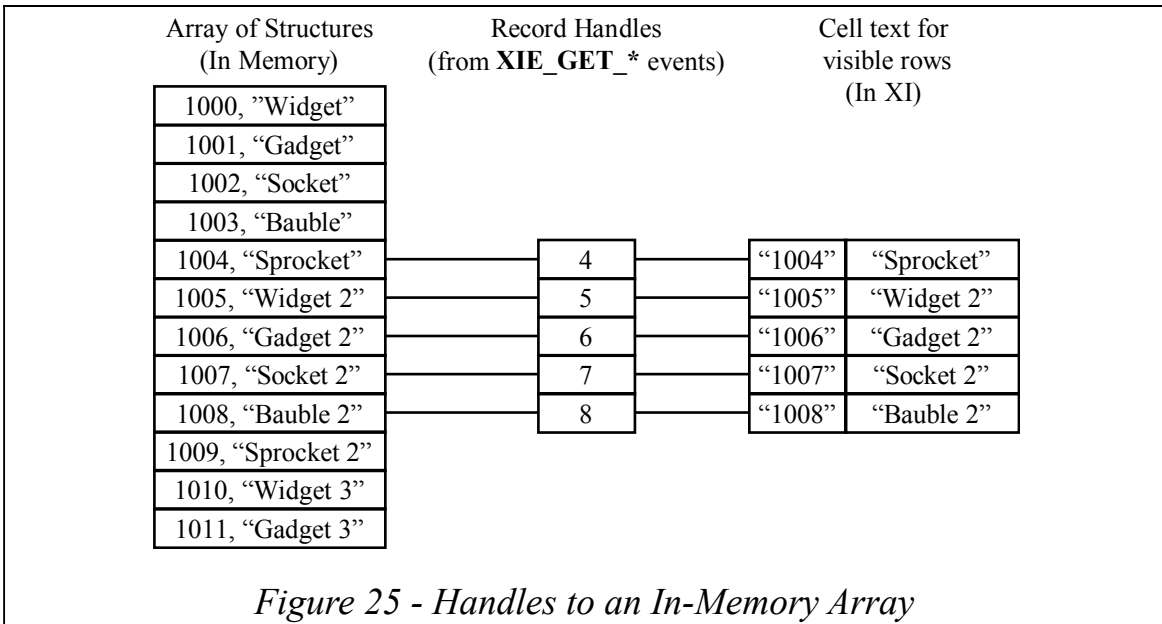 Array of Structures
(In Memory)
Record Handles
(from XIE_GET_* events)
Cell text for
visible rows
(In XI)
1000, ”Widget”
1001, “Gadget”
1002, “Socket”
1003, “Bauble”
1004, “Sprocket” 4 “1004” “Sprocket”
1005, “Widget 2” 5 “1005” “Widget 2”
1006, “Gadget 2” 6 “1006” “Gadget 2”
1007, “Socket 2” 7 “1007” “Socket 2”
1008, “Bauble 2” 8 “1008” “Bauble 2”
1009, “Sprocket 2”
1010, “Widget 3”
1011, “Gadget 3”
Figure 25 - Handles to an In-Memory Array